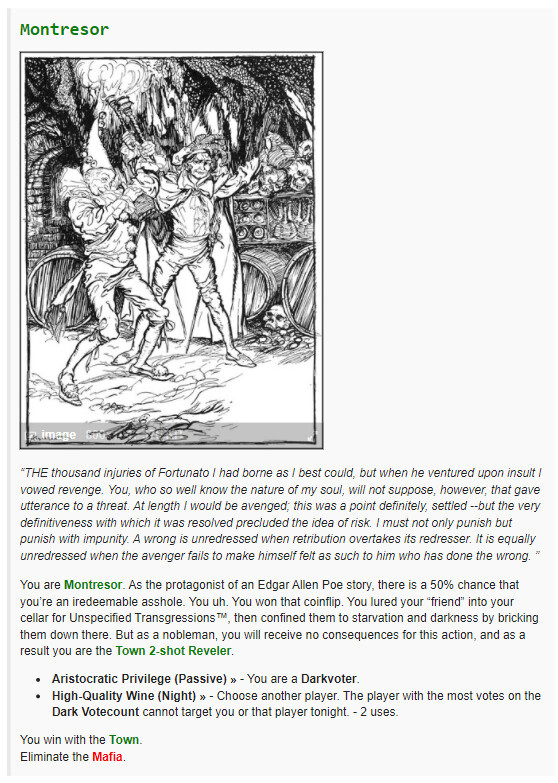 Montresor
image
“THE thousand injuries of Fortunato I had borne as I best could, but when he ventured upon insult I
vowed revenge. You, who so well know the nature of my soul, will not suppose, however, that gave
utterance to a threat. At length I would be avenged; this was a point definitely, settled --but the very
definitiveness with which it was resolved precluded the idea of risk. I must not only punish but
punish with impunity. A wrong is unredressed when retribution overtakes its redresser. It is equally
unredressed when the avenger fails to make himself felt as such to him who has done the wrong. ”
You are Montresor. As the protagonist of an Edgar Allen Poe story, there is a 50% chance that
you’re an iredeemable asshole. You uh. You won that coinflip. You lured your “friend” into your
cellar for Unspecified Transgressions™, then confined them to starvation and darkness by bricking
them down there. But as a nobleman, you will receive no consequences for this action, and as a
result you are the Town 2-shot Reveler.
• Aristocratic Privilege (Passive) » - You are a Darkvoter.
• High-Quality Wine (Night) » - Choose another player. The player with the most votes on the
Dark Votecount cannot target you or that player tonight. - 2 uses.
You win with the Town.
Eliminate the Mafia.